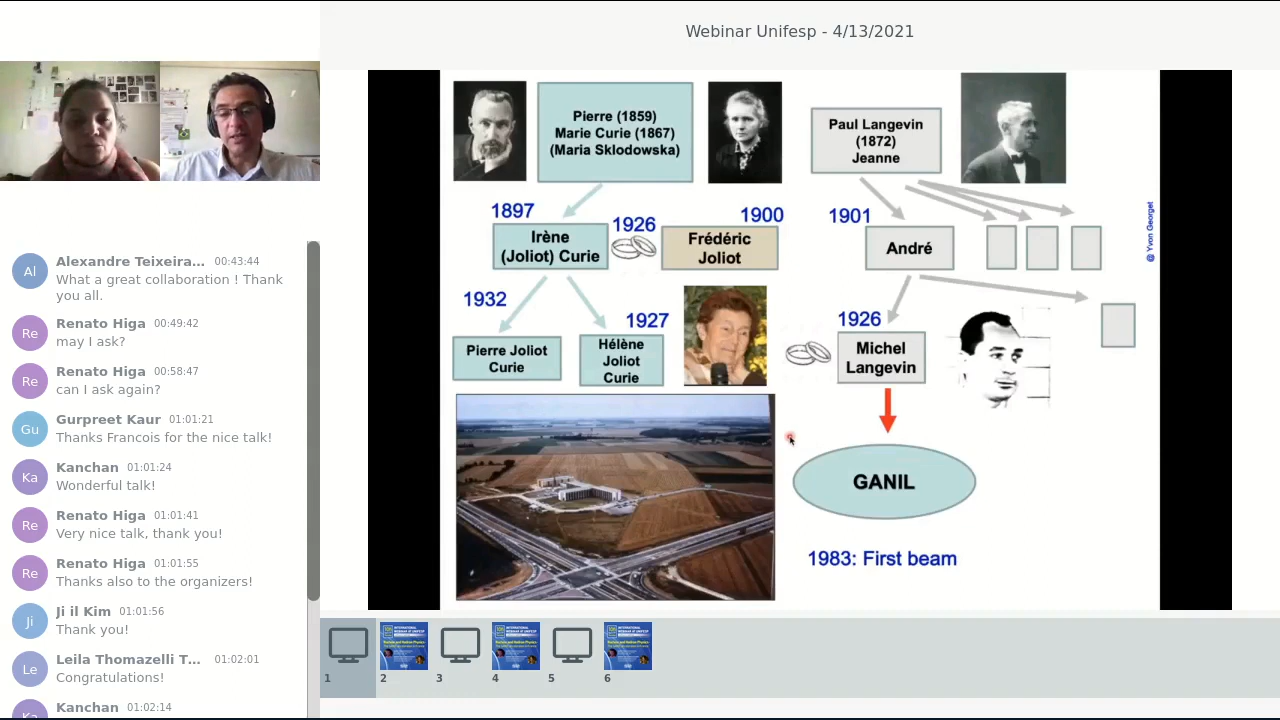 Webinar Unifesp - 4/13/2021
Al
Alexandre Teixeira... 00:43:44
What a great collaboration ! Thank
you all.
Re
Renato Higa 00:49:42
may I ask?
Re
Renato Higa 00:58:47
can I ask again?
Gu
Gurpreet Kaur 01:01:21
Thanks Francois for the nice talk!
Ka
Kanchan 01:01:24
Wonderful talk!
Re
Renato Higa 01:01:41
Very nice talk, thank you!
Re
Renato Higa 01:01:55
Thanks also to the organizers!
Ji
Ji il Kim 01:01:56
Thank you!
Le
Leila Thomazelli T... 01:02:01
Congratulations!
Ka
Kanchan 01:02:14
Pierre (1859)
Marie Curie (1867)
(Maria Sklodowska)
Paul Langevin
(1872)
Jeanne
1897
1926
1900
1901
Irène
(Joliot) Curie
Frédéric
Joliot
André
@ Yvon Georget
1932
1927
1926
Pierre Joliot
Curie
Hélène
Joliot
Curie
Michel
Langevin
GANIL
1983: First beam
1
2
3
4
5
6